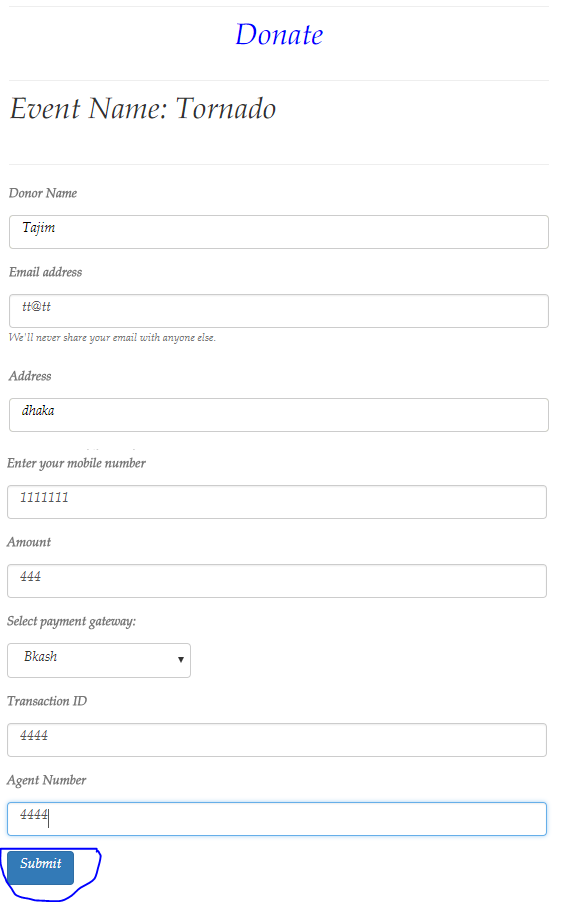 Donate
Event Name: Tornado
Donor Name
Tajim
Email address
tt@tt
We'll never share your email with anyone else.
Address
dhaka
Enter your mobile number
1111111
Amount
444
Select payment gateway:
Bkash
Transaction ID
4444
Agent Number
4444
Submit